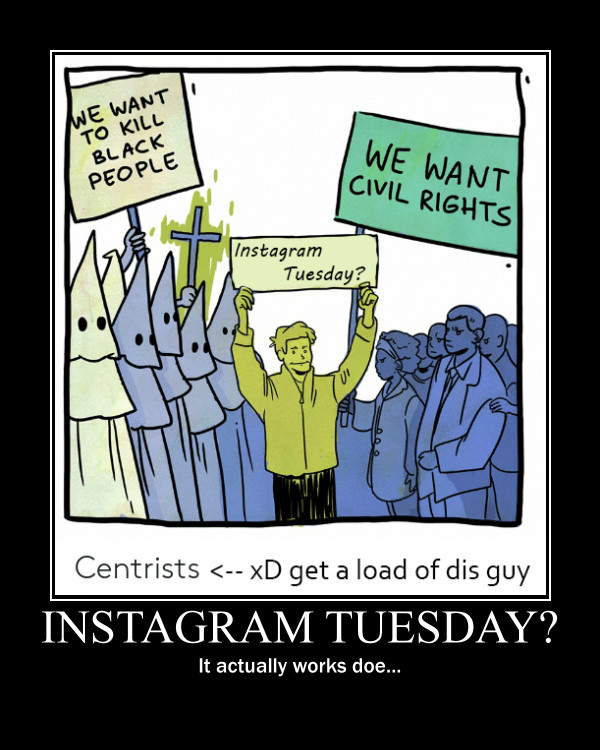 WE WANT
TO KILL
BLACK
PEOPLE
WE WANT
CIVIL RIGHTS
Instagram
Tuesday?
Centrists <-- xD get a load of dis guy
INSTAGRAM TUESDAY?
It actually works doe...